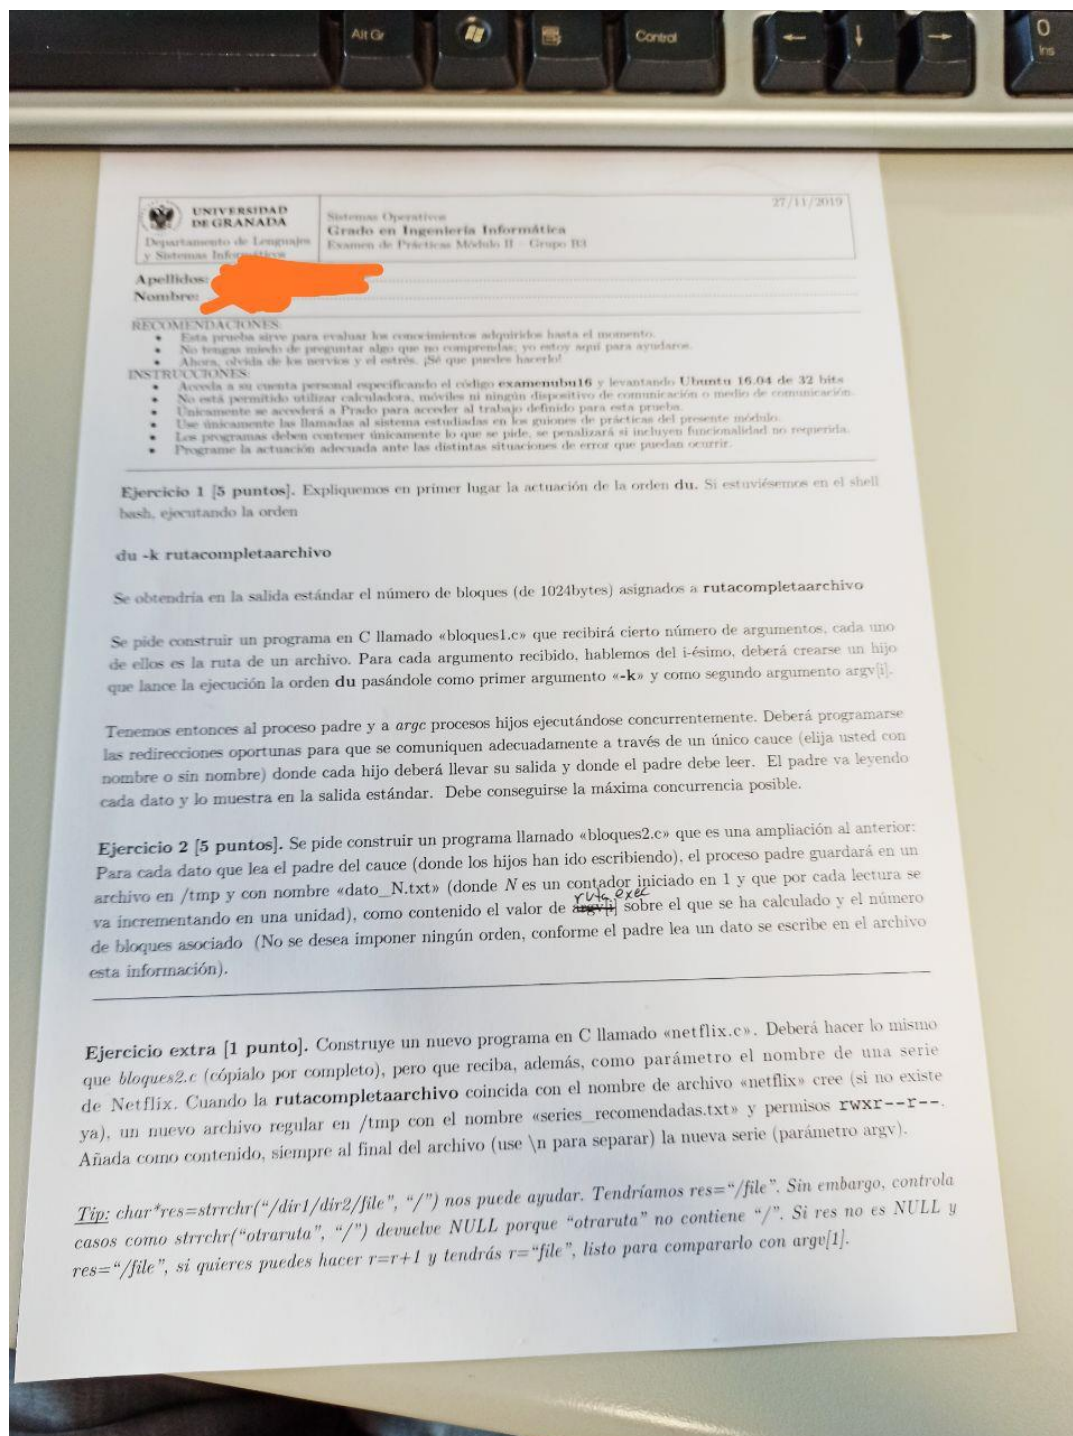 Alt Gr
Control
0
Ins
UNIVERSIDAD
DE GRANADA
Departamento de Lenguajes
y Sistemas Informáticos
Sistemas Operativos
Grado en Ingeniería Informática
Examen de Prácticas Módulo II - Grupo B3
27/11/2019
Apellidos:
Nombre:
RECOMENDACIONES:
• Esta prueba sirve para evaluar los conocimientos adquiridos hasta el momento.
• No tengas miedo de preguntar algo que no comprendas; yo estoy aquí para ayudaros.
• Ahora, olvida de los nervios y el estrés. ¡Sé que puedes hacerlo!
INSTRUCCIONES:
• Acceda a su cuenta personal especificando el código examenubu16 y levantando Ubuntu 16.04 de 32 bits
• No está permitido utilizar calculadora, móviles ni ningún dispositivo de comunicación o medio de comunicación.
• Únicamente se accederá a Prado para acceder al trabajo definido para esta prueba.
• Use únicamente las llamadas al sistema estudiadas en los guiones de prácticas del presente módulo.
• Los programas deben contener únicamente lo que se pide, se penalizará si incluyen funcionalidad no requerida.
• Programe la actuación adecuada ante las distintas situaciones de error que puedan ocurrir.
Ejercicio 1 [5 puntos]. Expliquemos en primer lugar la actuación de la orden du. Si estuviésemos en el shell
bash, ejecutando la orden
du -k rutacompletaarchivo
Se obtendría en la salida estándar el número de bloques (de 1024bytes) asignados a rutacompletaarchivo
Se pide construir un programa en C llamado «bloques1.c» que recibirá cierto número de argumentos, cada uno
de ellos es la ruta de un archivo. Para cada argumento recibido, hablemos del i-ésimo, deberá crearse un hijo
que lance la ejecución la orden du pasándole como primer argumento «-k» y como segundo argumento argv[i].
Tenemos entonces al proceso padre y a argc procesos hijos ejecutándose concurrentemente. Deberá programarse
las redirecciones oportunas para que se comuniquen adecuadamente a través de un único cauce (elija usted con
nombre o sin nombre) donde cada hijo deberá llevar su salida y donde el padre debe leer. El padre va leyendo
cada dato y lo muestra en la salida estándar. Debe conseguirse la máxima concurrencia posible.
Ejercicio 2 [5 puntos]. Se pide construir un programa llamado «bloques2.c» que es una ampliación al anterior:
Para cada dato que lea el padre del cauce (donde los hijos han ido escribiendo), el proceso padre guardará en un
archivo en /tmp y con nombre «dato_N.txt» (donde N es un contador iniciado en 1 y que por cada lectura se
ruta exec
va incrementando en una unidad), como contenido el valor de argv[i] sobre el que se ha calculado y el número
de bloques asociado (No se desea imponer ningún orden, conforme el padre lea un dato se escribe en el archivo
esta información).
Ejercicio extra [1 punto]. Construye un nuevo programa en C llamado «netflix.c». Deberá hacer lo mismo
que bloques2.c (cópialo por completo), pero que reciba, además, como parámetro el nombre de una serie
de Netflix. Cuando la rutacompletaarchivo coincida con el nombre de archivo «netflix» cree (si no existe
ya), un nuevo archivo regular en /tmp con el nombre «series_recomendadas.txt» y permisos rwxr--r--.
Añada como contenido, siempre al final del archivo (use \n para separar) la nueva serie (parámetro argv).
Tip: char*res=strrchr("/dir1/dir2/file", "/") nos puede ayudar. Tendríamos res="/file". Sin embargo, controla
casos como strrchr("otraruta", "/") devuelve NULL porque "otraruta" no contiene "/". Si res no es NULL y
res="/file", si quieres puedes hacer r=r+1 y tendrás r="file", listo para compararlo con argv[1].